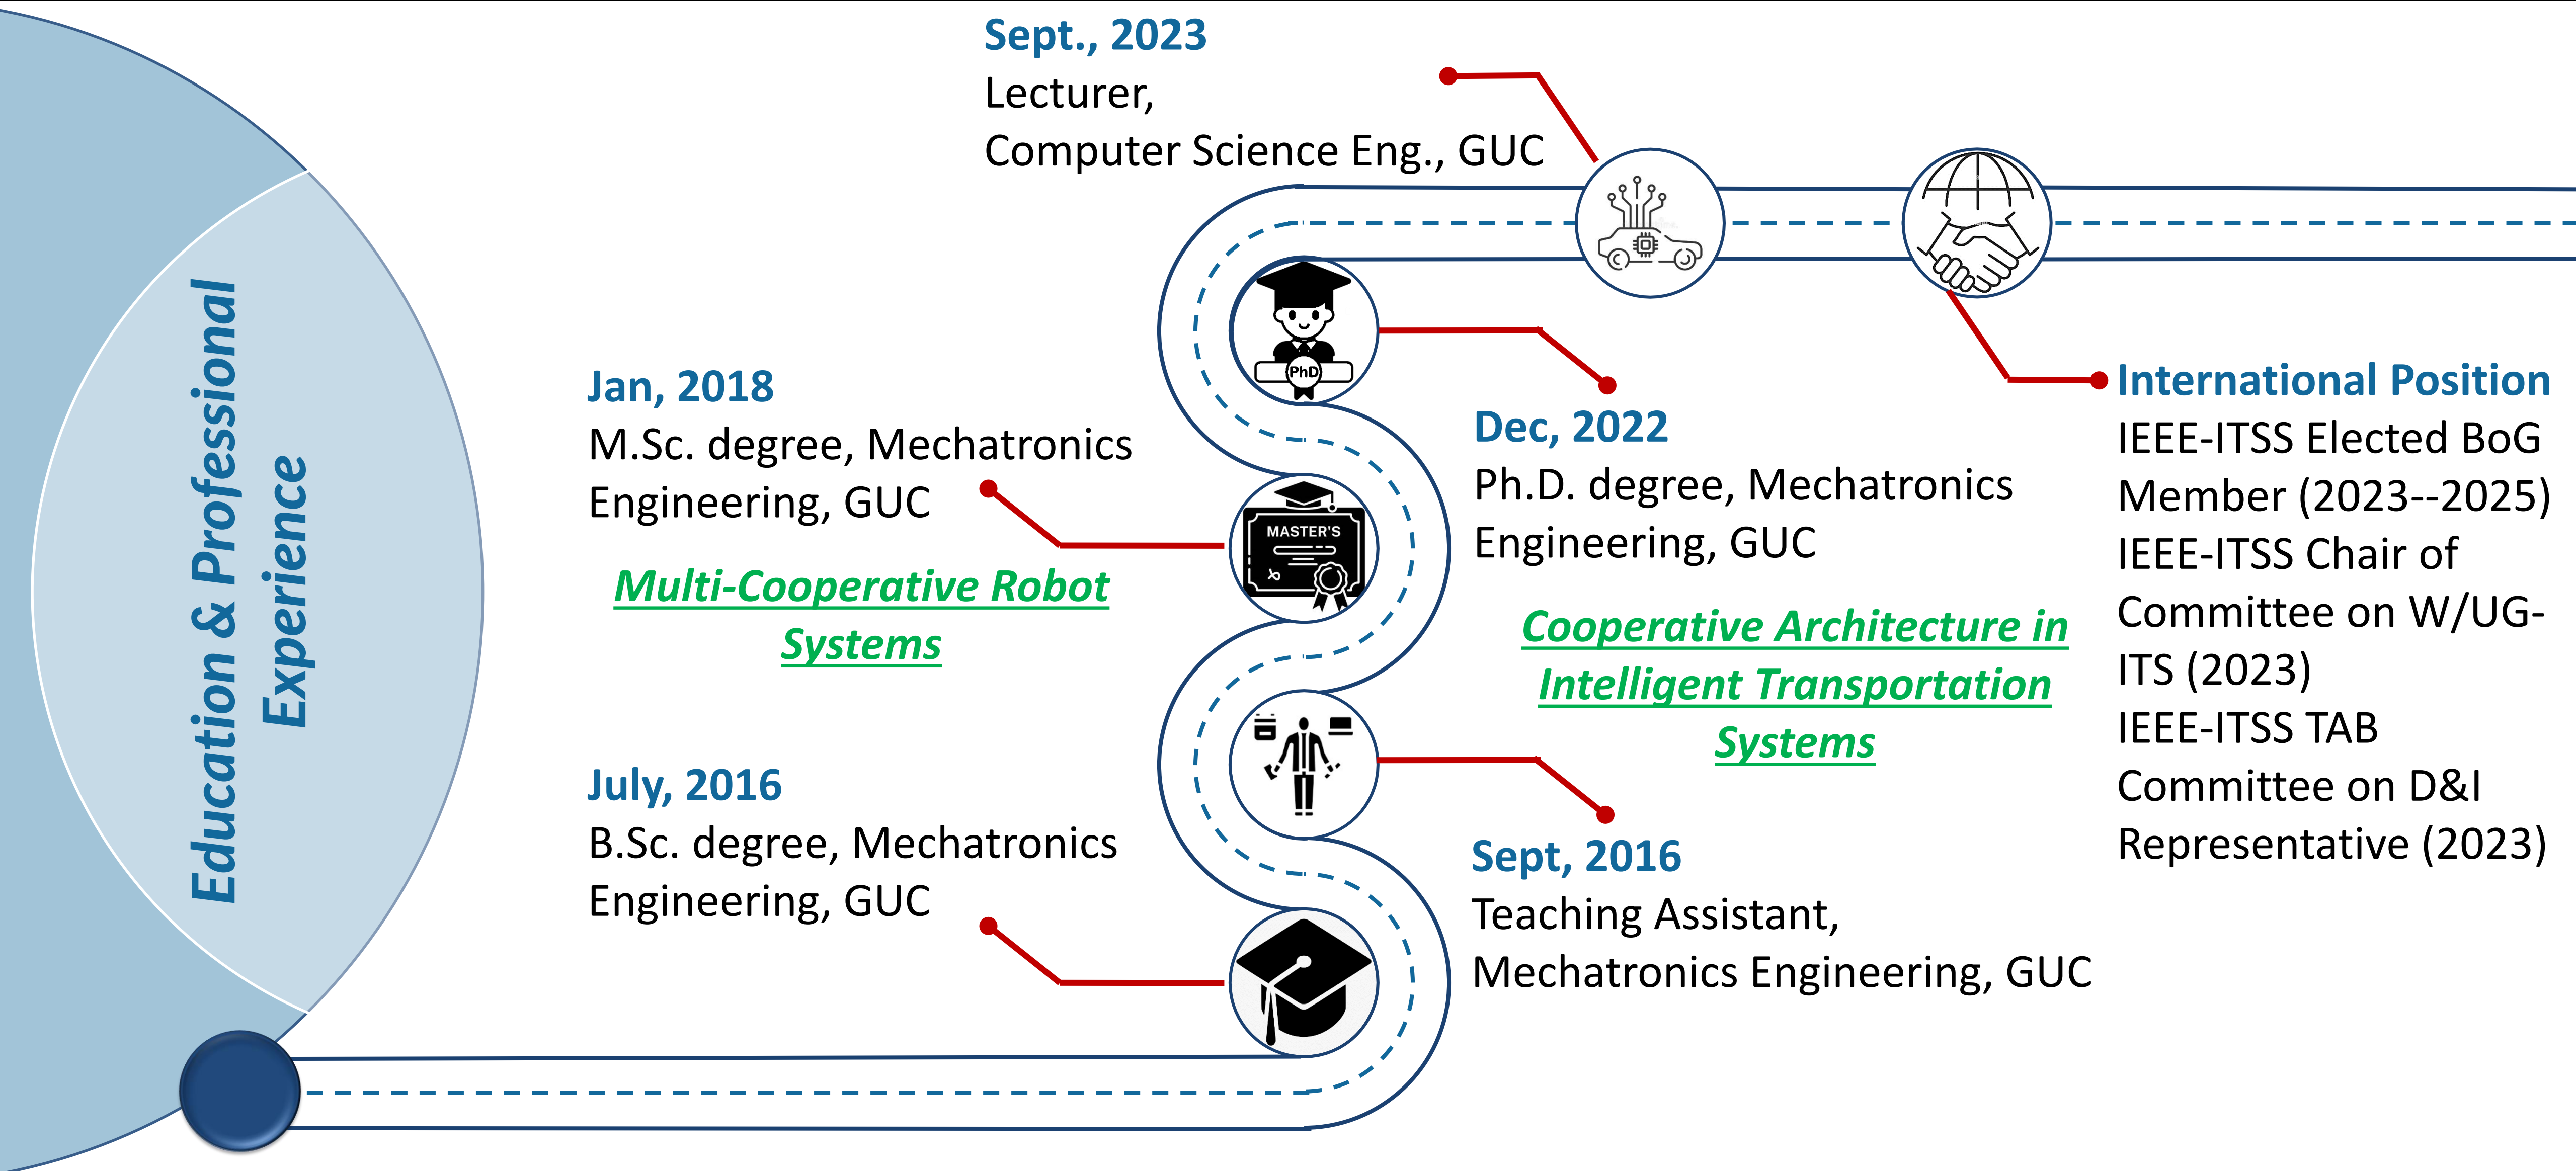 Education & Professional
Experience
Sept., 2023
Lecturer,
Computer Science Eng., GUC
Jan, 2018
M.Sc. degree, Mechatronics
Engineering, GUC
Multi-Cooperative Robot
Systems
July, 2016
B.Sc. degree, Mechatronics
Engineering, GUC
PhD
MASTER'S
Dec, 2022
Ph.D. degree, Mechatronics
Engineering, GUC
Cooperative Architecture in
Intelligent Transportation
Systems
Sept, 2016
Teaching Assistant,
Mechatronics Engineering, GUC
International Position
IEEE-ITSS Elected BoG
Member (2023--2025)
IEEE-ITSS Chair of
Committee on W/UG-
ITS (2023)
IEEE-ITSS TAB
Committee on D&I
Representative (2023)